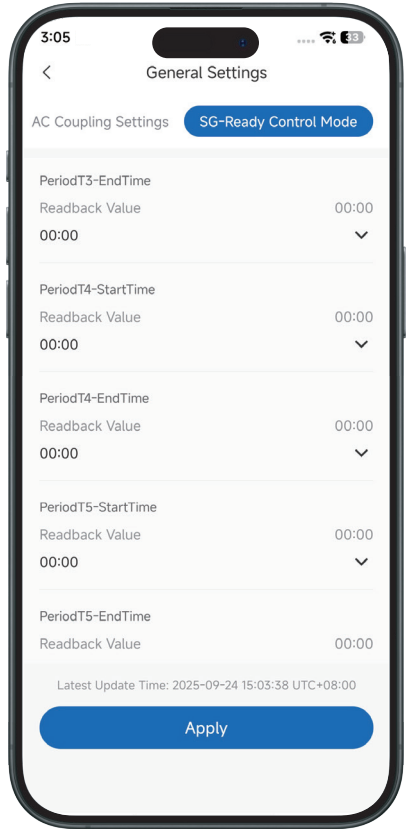 3:05
33
General Settings
AC Coupling Settings
SG-Ready Control Mode
PeriodT3-EndTime
Readback Value 00:00
00:00
PeriodT4-StartTime
Readback Value 00:00
00:00
PeriodT4-EndTime
Readback Value 00:00
00:00
PeriodT5-StartTime
Readback Value 00:00
00:00
PeriodT5-EndTime
Readback Value 00:00
Latest Update Time: 2025-09-24 15:03:38 UTC+08:00
Apply